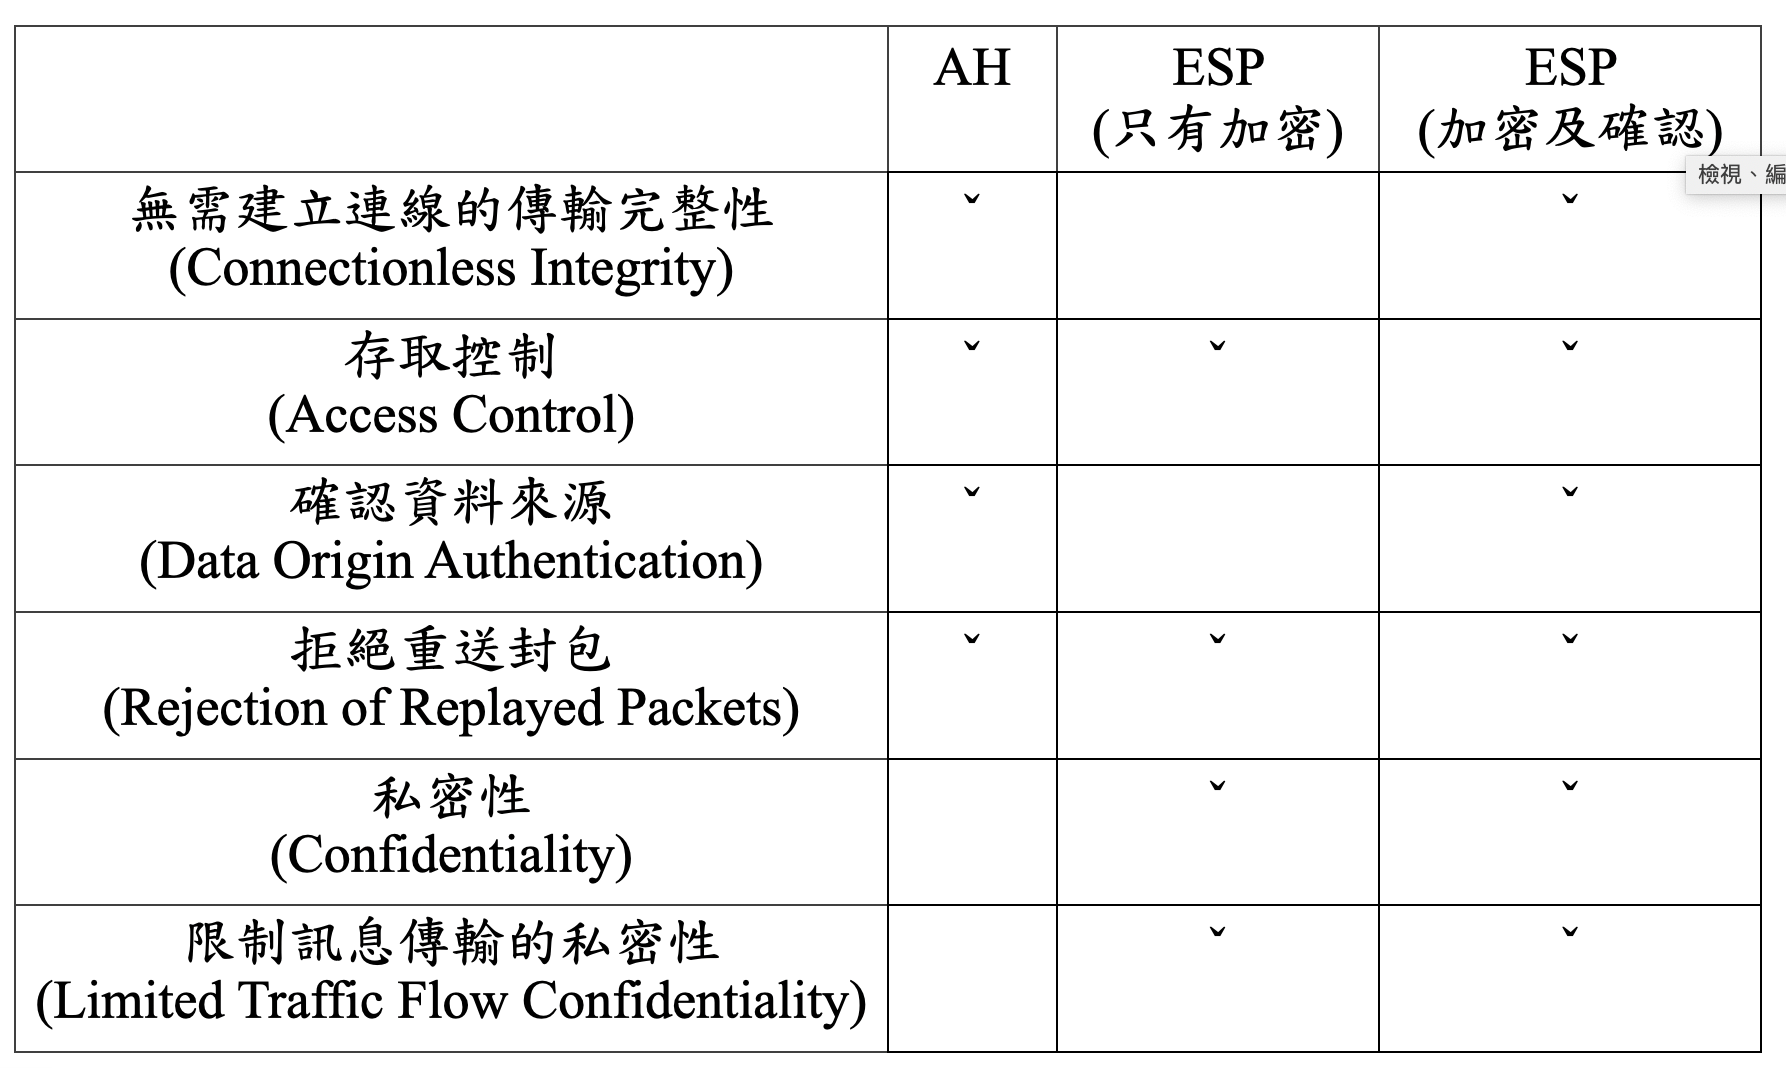 AH
ESP
(只有加密)
ESP
(加密及確認)
檢視、編
無需建立連線的傳輸完整性
(Connectionless Integrity)
ˇ
ˇ
存取控制
(Access Control)
ˇ
ˇ
ˇ
確認資料來源
(Data Origin Authentication)
ˇ
ˇ
拒絕重送封包
(Rejection of Replayed Packets)
ˇ
ˇ
ˇ
私密性
(Confidentiality)
ˇ
ˇ
限制訊息傳輸的私密性
(Limited Traffic Flow Confidentiality)
ˇ
ˇ